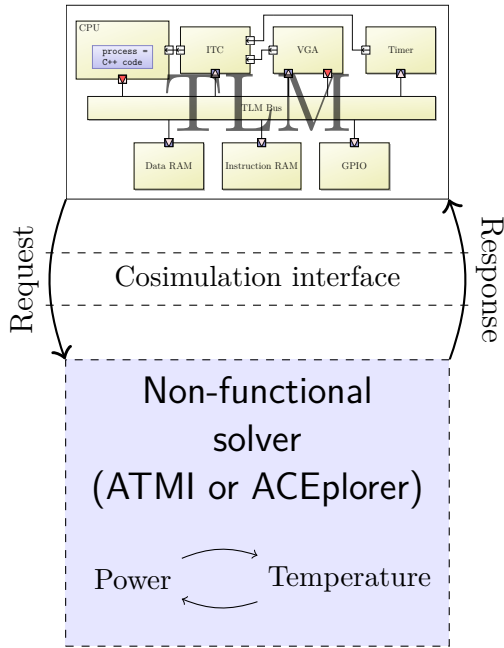 CPU
process =
C++ code
ITC
VGA
Timer
TLM
TLM Bus
Data RAM
Instruction RAM
GPIO
Request
Cosimulation interface
Response
Non-functional
solver
(ATMI or ACEplorer)
Power
Temperature